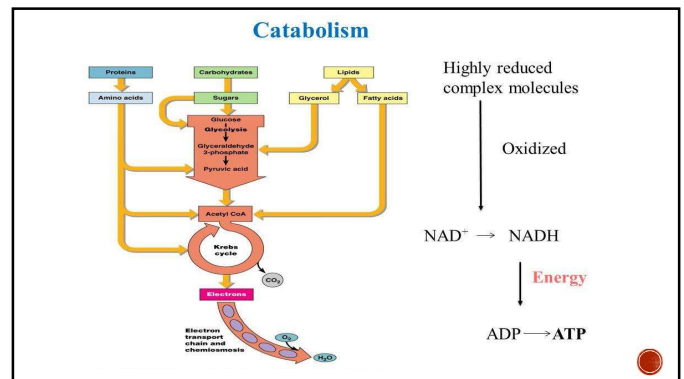 Catabolism
Proteins
Carbohydrates
Lipids
Amino acids
Sugars
Glycerol
Fatty acids
Glucose
Glycolysis
Glyceraldehyde
3-phosphate
Pyruvic acid
Acetyl CoA
Krebs
cycle
CO₂
Electrons
Electron
transport
chain and
chemiosmosis
O₂
H₂O
Highly reduced
complex molecules
Oxidized
NAD⁺ → NADH
Energy
ADP → ATP